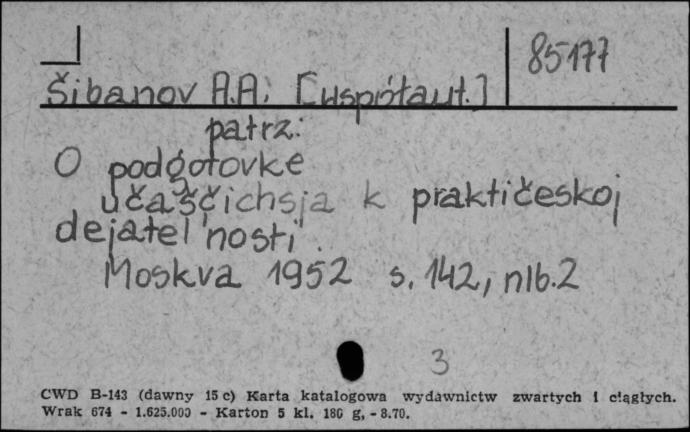 85177
Šibanov A.A. [współaut.]
patrz:
O podgotovke
učaščichsja k praktičeskoj
dejatel'nosti.
Moskva 1952 s. 142, nlb. 2
3
CWD B-143 (dawny 15 c) Karta katalogowa wydawnictw zwartych i ciągłych.
Wrak 674 - 1.625.000 - Karton 5 kl. 180 g, - 8.70.